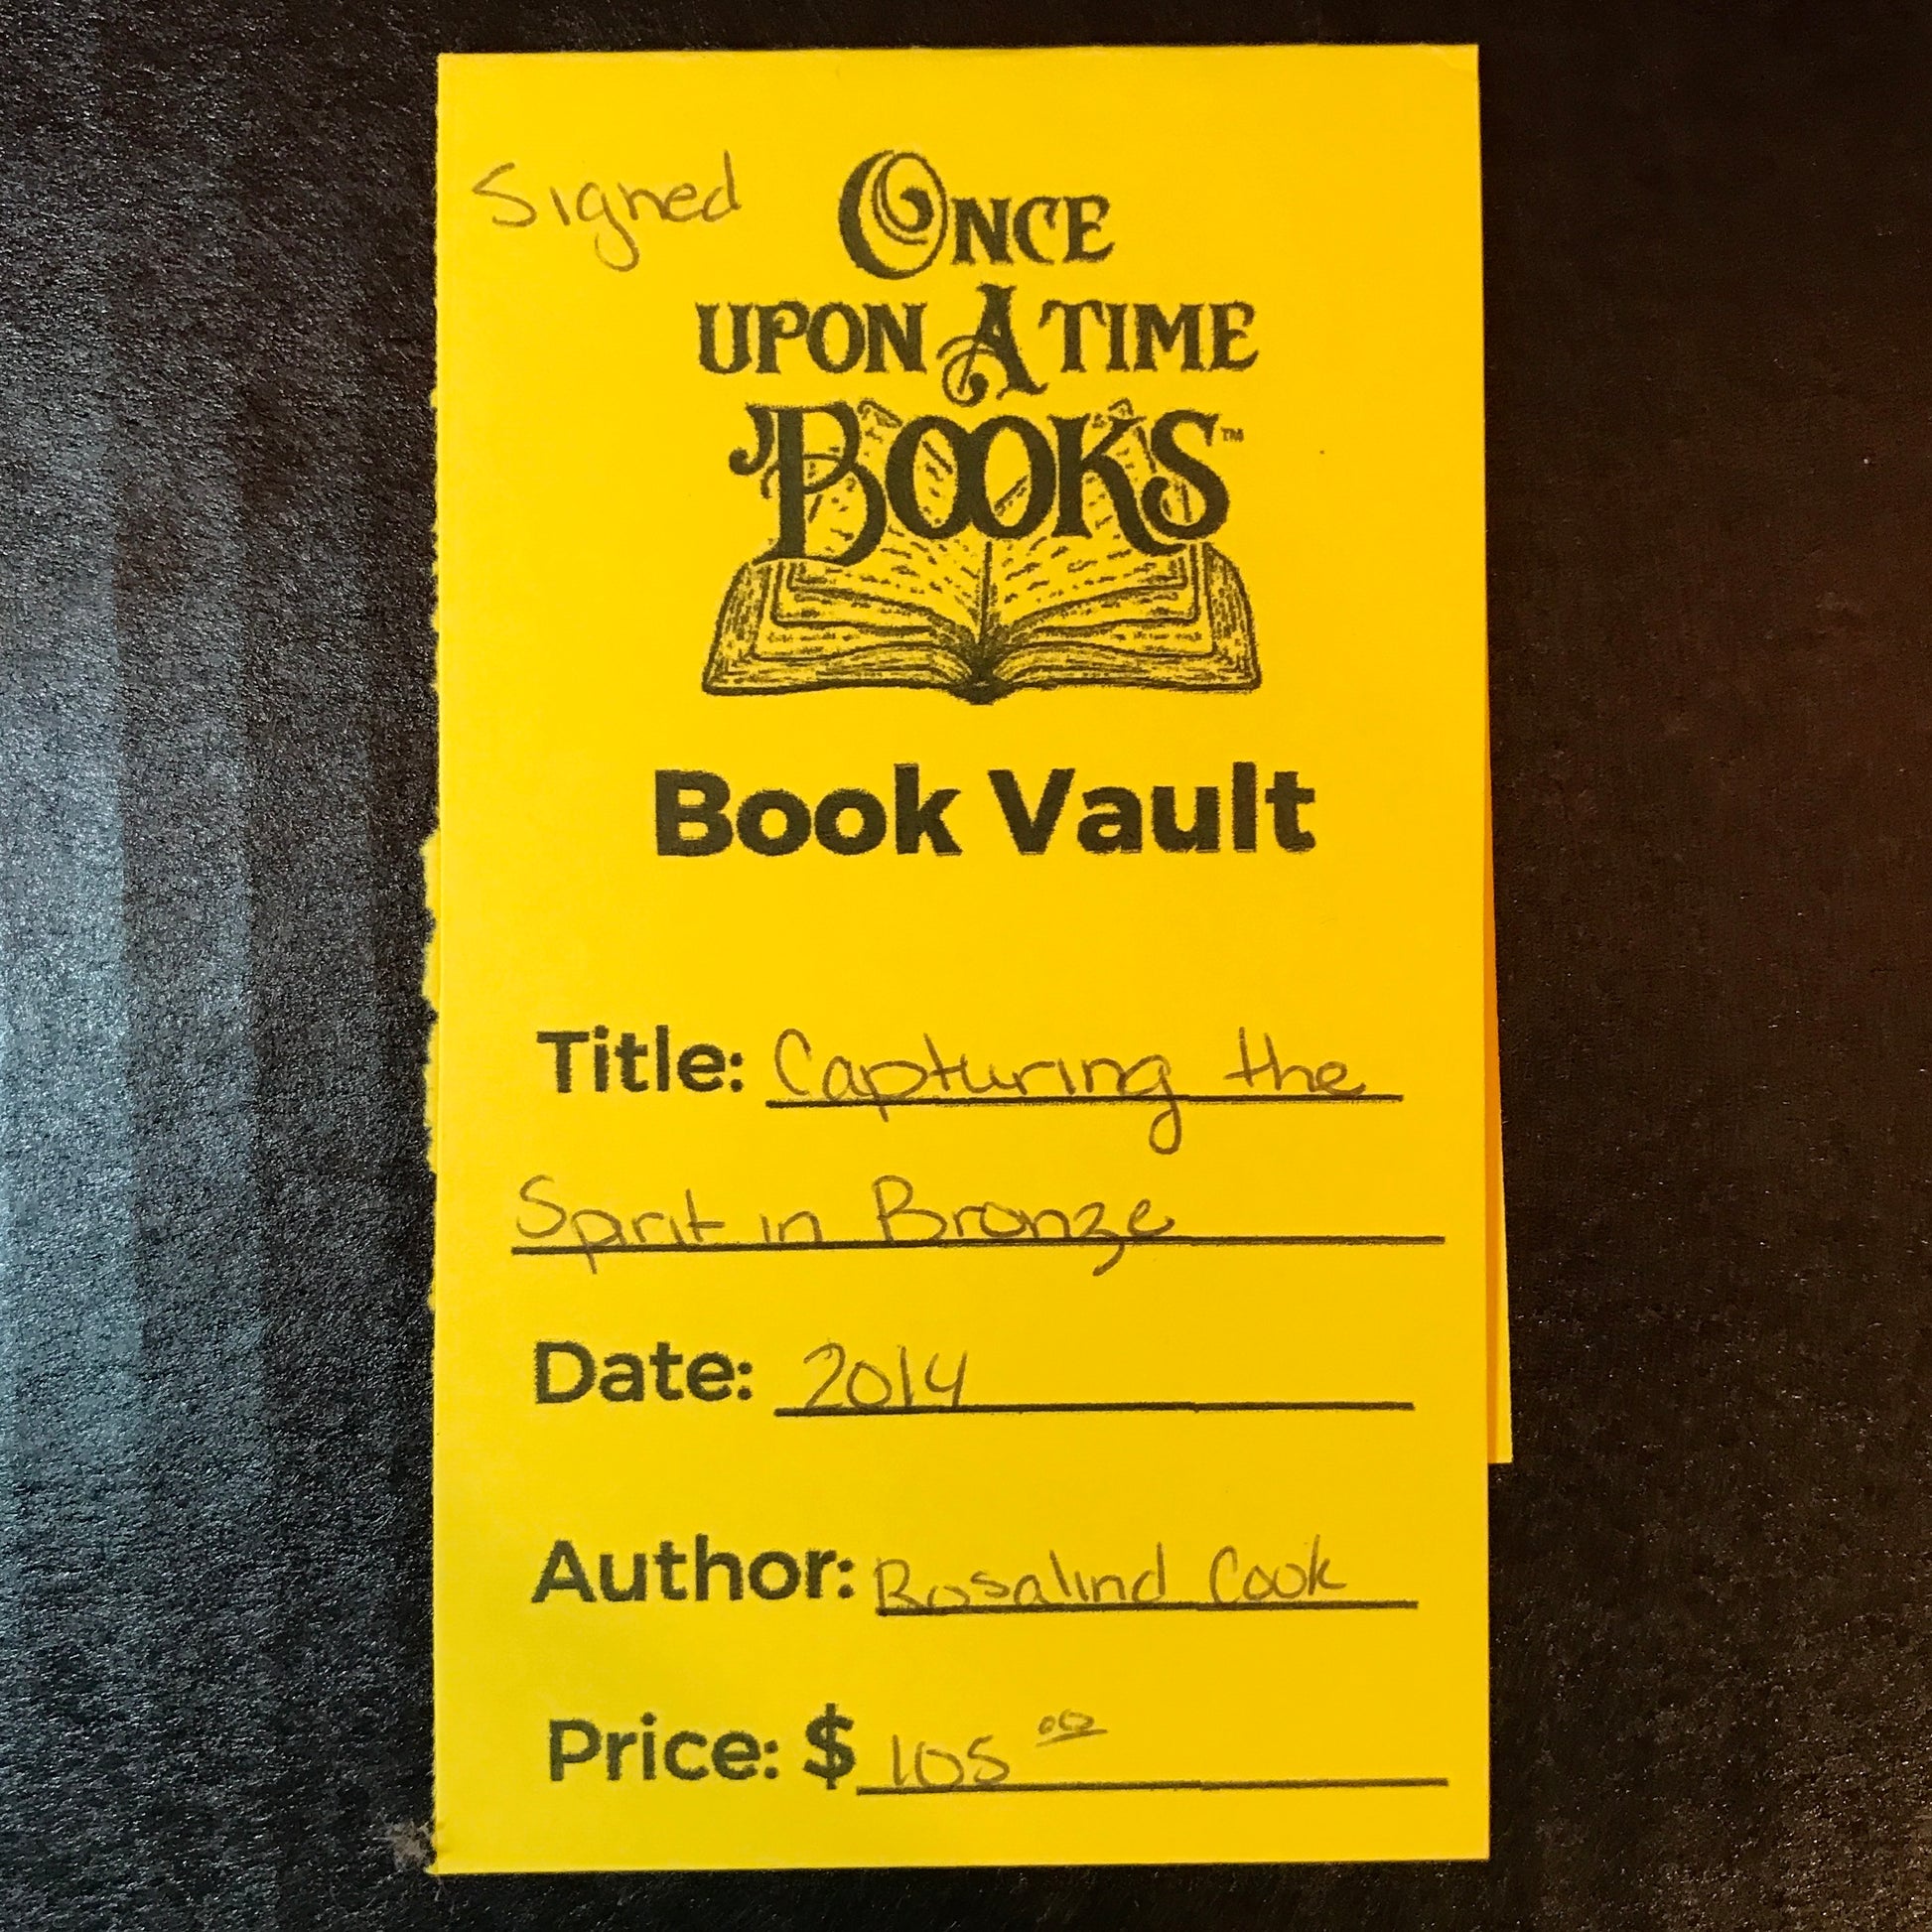 Signed
ONCE
UPON A TIME
BOOKS™
Book Vault
Title: Capturing the
Spirit in Bronze
Date: 2014
Author: Rosalind Cook
Price: $ 105 00